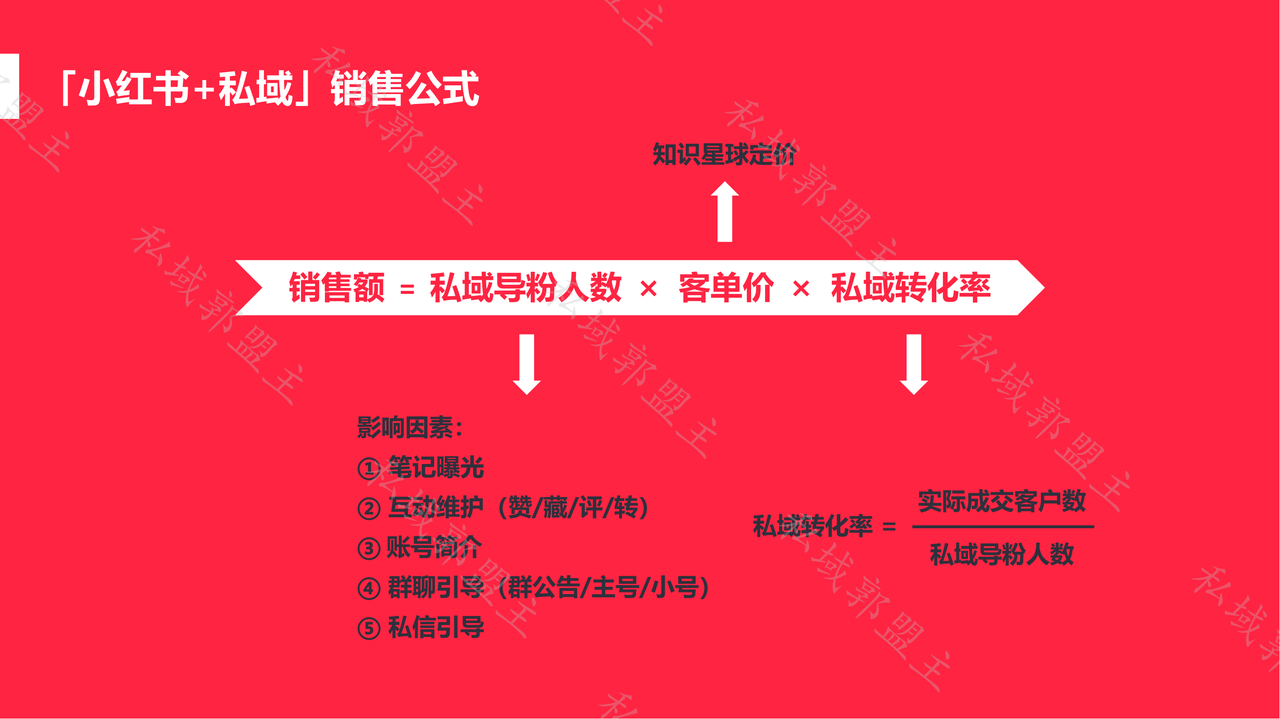 「小红书+私域」销售公式
知识星球定价
销售额 = 私域导粉人数 × 客单价 × 私域转化率
影响因素：
① 笔记曝光
② 互动维护（赞/藏/评/转）
③ 账号简介
④ 群聊引导（群公告/主号/小号）
⑤ 私信引导
私域转化率 =
实际成交客户数
私域导粉人数
私域郭盟主
私域郭盟主
私域郭盟主
私域郭盟主
私域郭盟主
私域郭盟主
私域郭盟主